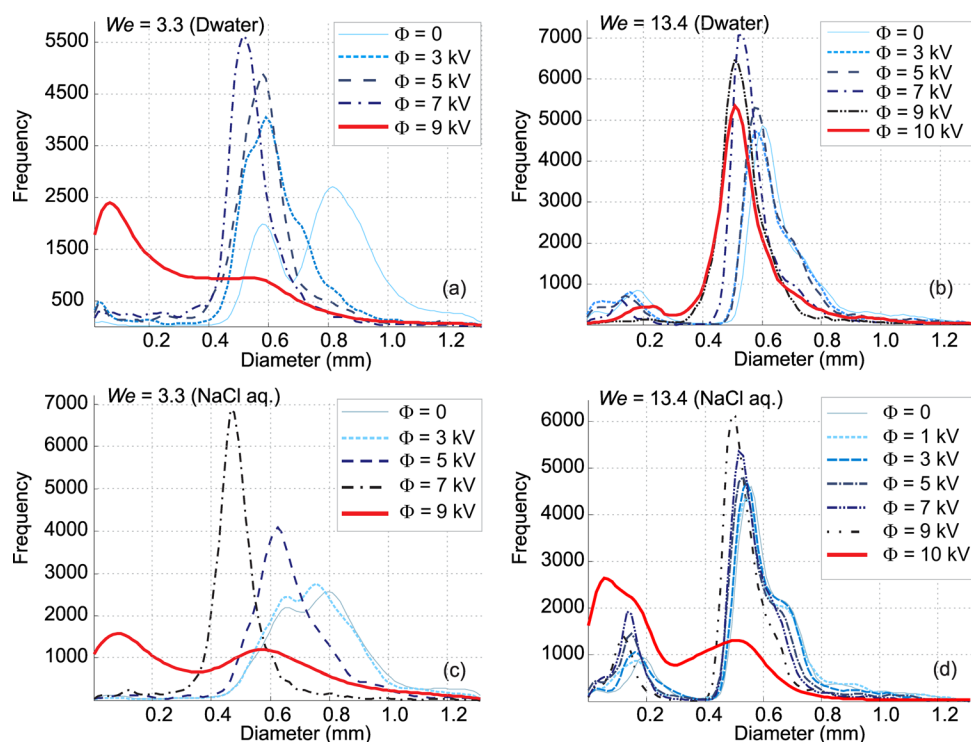 We = 3.3 (Dwater)
Φ = 0
Φ = 3 kV
Φ = 5 kV
Φ = 7 kV
Φ = 9 kV
5500
4500
3500
2500
1500
500
Frequency
(a)
0.2 0.4 0.6 0.8 1.0 1.2
Diameter (mm)
We = 13.4 (Dwater)
Φ = 0
Φ = 3 kV
Φ = 5 kV
Φ = 7 kV
Φ = 9 kV
Φ = 10 kV
7000
6000
5000
4000
3000
2000
1000
Frequency
(b)
0.2 0.4 0.6 0.8 1.0 1.2
Diameter (mm)
We = 3.3 (NaCl aq.)
Φ = 0
Φ = 3 kV
Φ = 5 kV
Φ = 7 kV
Φ = 9 kV
7000
6000
5000
4000
3000
2000
1000
Frequency
(c)
0.2 0.4 0.6 0.8 1.0 1.2
Diameter (mm)
We = 13.4 (NaCl aq.)
Φ = 0
Φ = 1 kV
Φ = 3 kV
Φ = 5 kV
Φ = 7 kV
Φ = 9 kV
Φ = 10 kV
7000
6000
5000
4000
3000
2000
1000
Frequency
(d)
0.2 0.4 0.6 0.8 1.0 1.2
Diameter (mm)